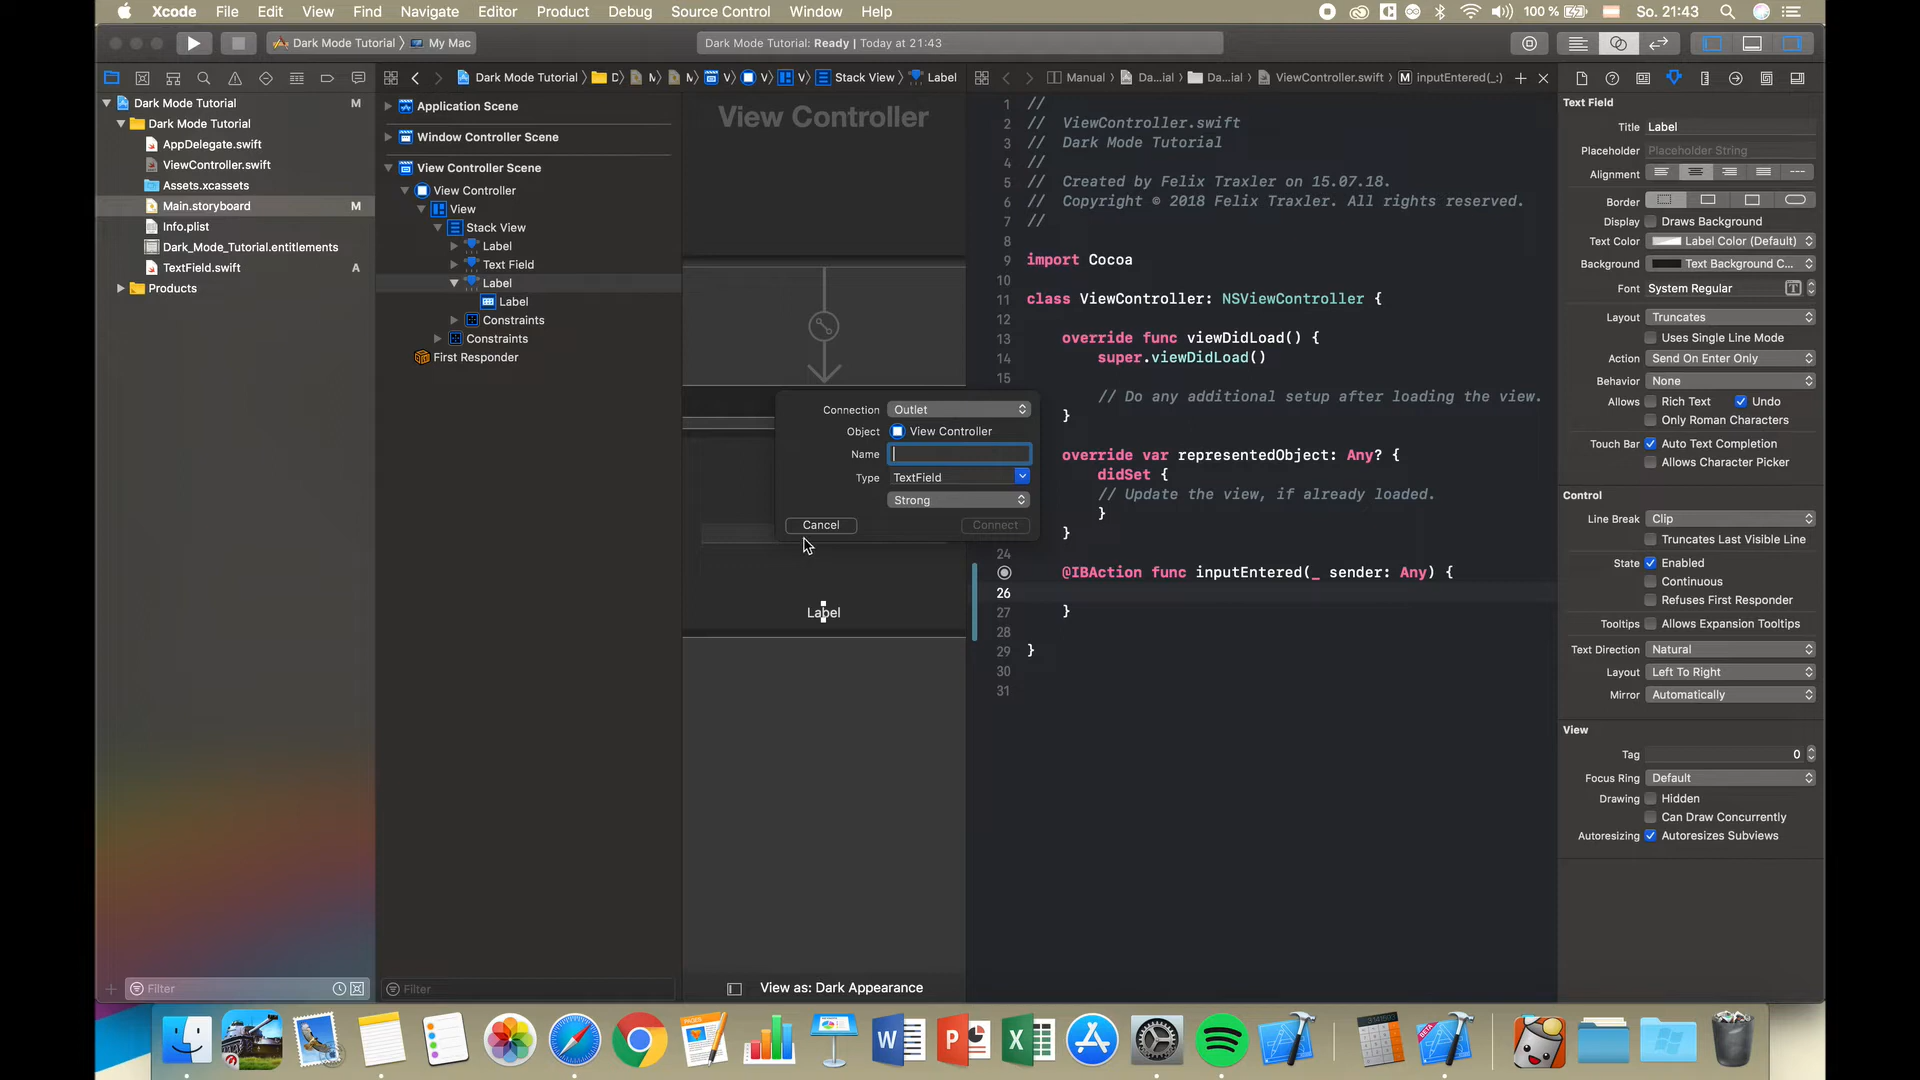 Xcode File Edit View Find Navigate Editor Product Debug Source Control Window Help 100 % So. 21:43
Dark Mode Tutorial My Mac
Dark Mode Tutorial: Ready | Today at 21:43
Dark Mode Tutorial D M M V V V Stack View Label
Manual Da...ial Da...ial ViewController.swift M inputEntered(_:)
Dark Mode Tutorial M
Dark Mode Tutorial
AppDelegate.swift
ViewController.swift
Assets.xcassets
Main.storyboard M
Info.plist
Dark_Mode_Tutorial.entitlements
TextField.swift A
Products
Filter
Application Scene
Window Controller Scene
View Controller Scene
View Controller
View
Stack View
Label
Text Field
Label
Label
Constraints
Constraints
First Responder
Filter
View Controller
Connection Outlet
Object View Controller
Name
Type TextField
Strong
Cancel Connect
Label
View as: Dark Appearance
1 //
2 // ViewController.swift
3 // Dark Mode Tutorial
4 //
5 // Created by Felix Traxler on 15.07.18.
6 // Copyright © 2018 Felix Traxler. All rights reserved.
7 //
8
9 import Cocoa
10
11 class ViewController: NSViewController {
12
13 override func viewDidLoad() {
14 super.viewDidLoad()
15
// Do any additional setup after loading the view.
}
override var representedObject: Any? {
didSet {
// Update the view, if already loaded.
}
}
24
@IBAction func inputEntered(_ sender: Any) {
26
27 }
28
29 }
30
31
Text Field
Title Label
Placeholder Placeholder String
Alignment
Border
Display Draws Background
Text Color Label Color (Default)
Background Text Background C...
Font System Regular T
Layout Truncates
Uses Single Line Mode
Action Send On Enter Only
Behavior None
Allows Rich Text Undo
Only Roman Characters
Touch Bar Auto Text Completion
Allows Character Picker
Control
Line Break Clip
Truncates Last Visible Line
State Enabled
Continuous
Refuses First Responder
Tooltips Allows Expansion Tooltips
Text Direction Natural
Layout Left To Right
Mirror Automatically
View
Tag 0
Focus Ring Default
Drawing Hidden
Can Draw Concurrently
Autoresizing Autoresizes Subviews